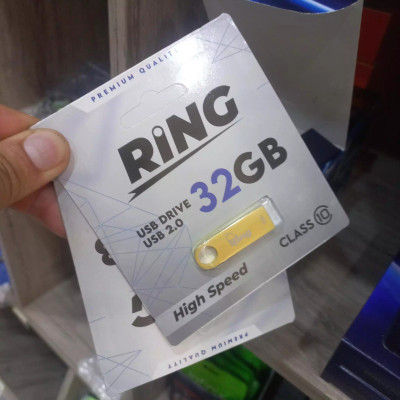 PREMIUM QUALITY
RiNG
USB DRIVE 32GB
USB 2.0
CLASS 10
High Speed
PREMIUM QUALITY